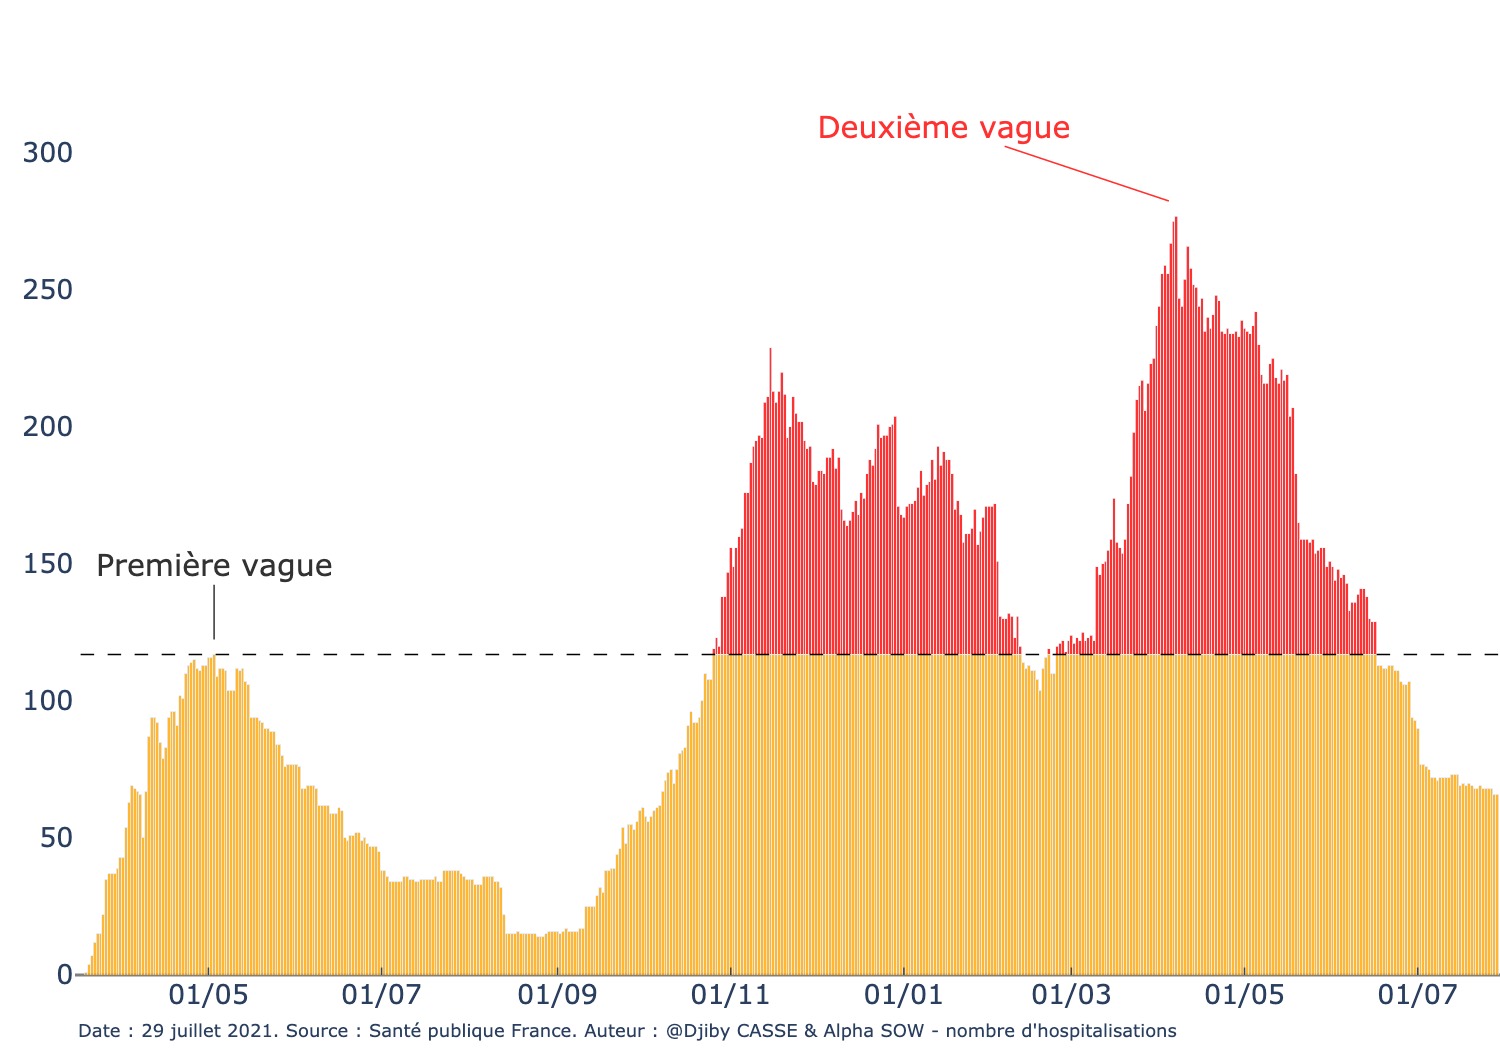 Deuxième vague
300
250
200
150
Première vague
100
50
0
01/05 01/07 01/09 01/11 01/01 01/03 01/05 01/07
Date : 29 juillet 2021. Source : Santé publique France. Auteur : @Djiby CASSE & Alpha SOW - nombre d'hospitalisations